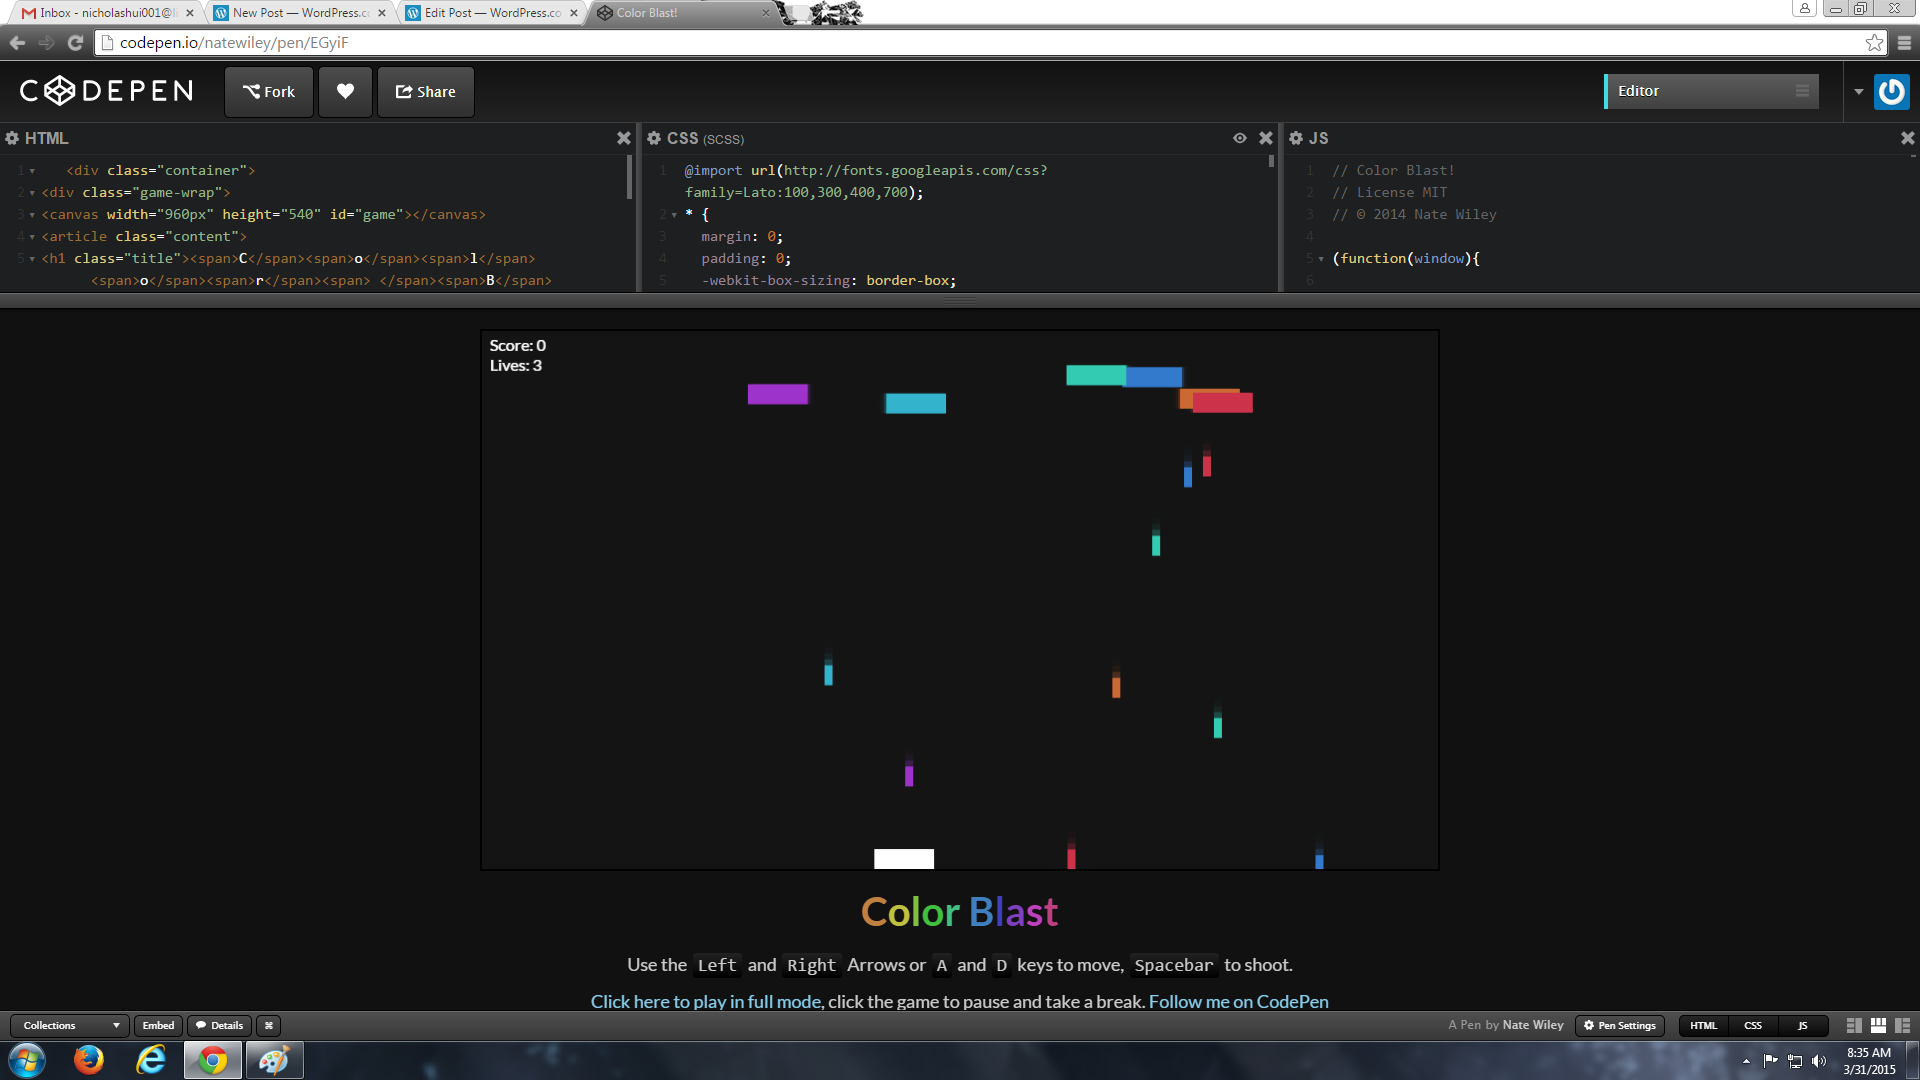 Inbox - nicholashui001@
New Post — WordPress.c
Edit Post — WordPress.co
Color Blast!
codepen.io/natewiley/pen/EGyiF
CODEPEN
Fork
Share
Editor
HTML
1 <div class="container">
2 <div class="game-wrap">
3 <canvas width="960px" height="540" id="game"></canvas>
4 <article class="content">
5 <h1 class="title"><span>C</span><span>o</span><span>l</span>
<span>o</span><span>r</span><span> </span><span>B</span>
CSS (SCSS)
1 @import url(http://fonts.googleapis.com/css?
family=Lato:100,300,400,700);
2 * {
3 margin: 0;
4 padding: 0;
5 -webkit-box-sizing: border-box;
JS
1 // Color Blast!
2 // License MIT
3 // © 2014 Nate Wiley
4
5 (function(window){
6
Score: 0
Lives: 3
Color Blast
Use the Left and Right Arrows or A and D keys to move, Spacebar to shoot.
Click here to play in full mode, click the game to pause and take a break. Follow me on CodePen
Collections
Embed
Details
A Pen by Nate Wiley
Pen Settings
HTML
CSS
JS
8:35 AM
3/31/2015